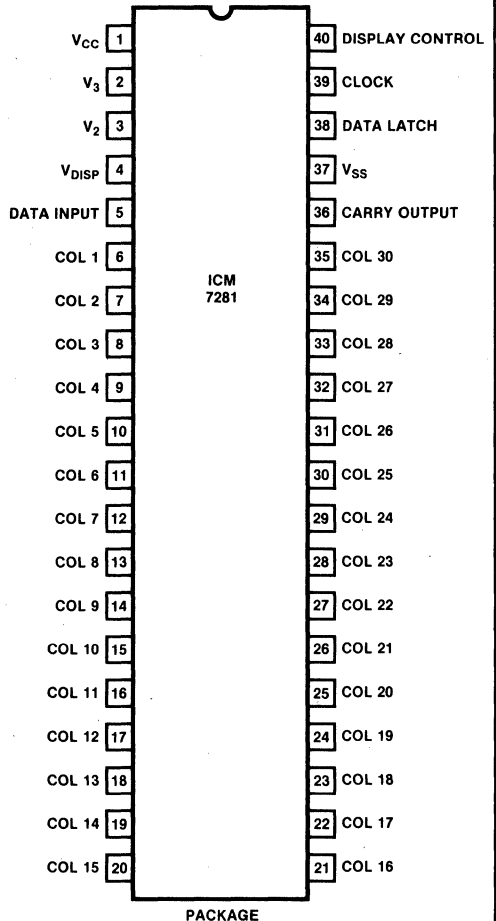 V_CC 1 40 DISPLAY CONTROL
V_3 2 39 CLOCK
V_2 3 38 DATA LATCH
V_DISP 4 37 V_SS
DATA INPUT 5 36 CARRY OUTPUT
COL 1 6 35 COL 30
ICM
7281
COL 2 7 34 COL 29
COL 3 8 33 COL 28
COL 4 9 32 COL 27
COL 5 10 31 COL 26
COL 6 11 30 COL 25
COL 7 12 29 COL 24
COL 8 13 28 COL 23
COL 9 14 27 COL 22
COL 10 15 26 COL 21
COL 11 16 25 COL 20
COL 12 17 24 COL 19
COL 13 18 23 COL 18
COL 14 19 22 COL 17
COL 15 20 21 COL 16
PACKAGE